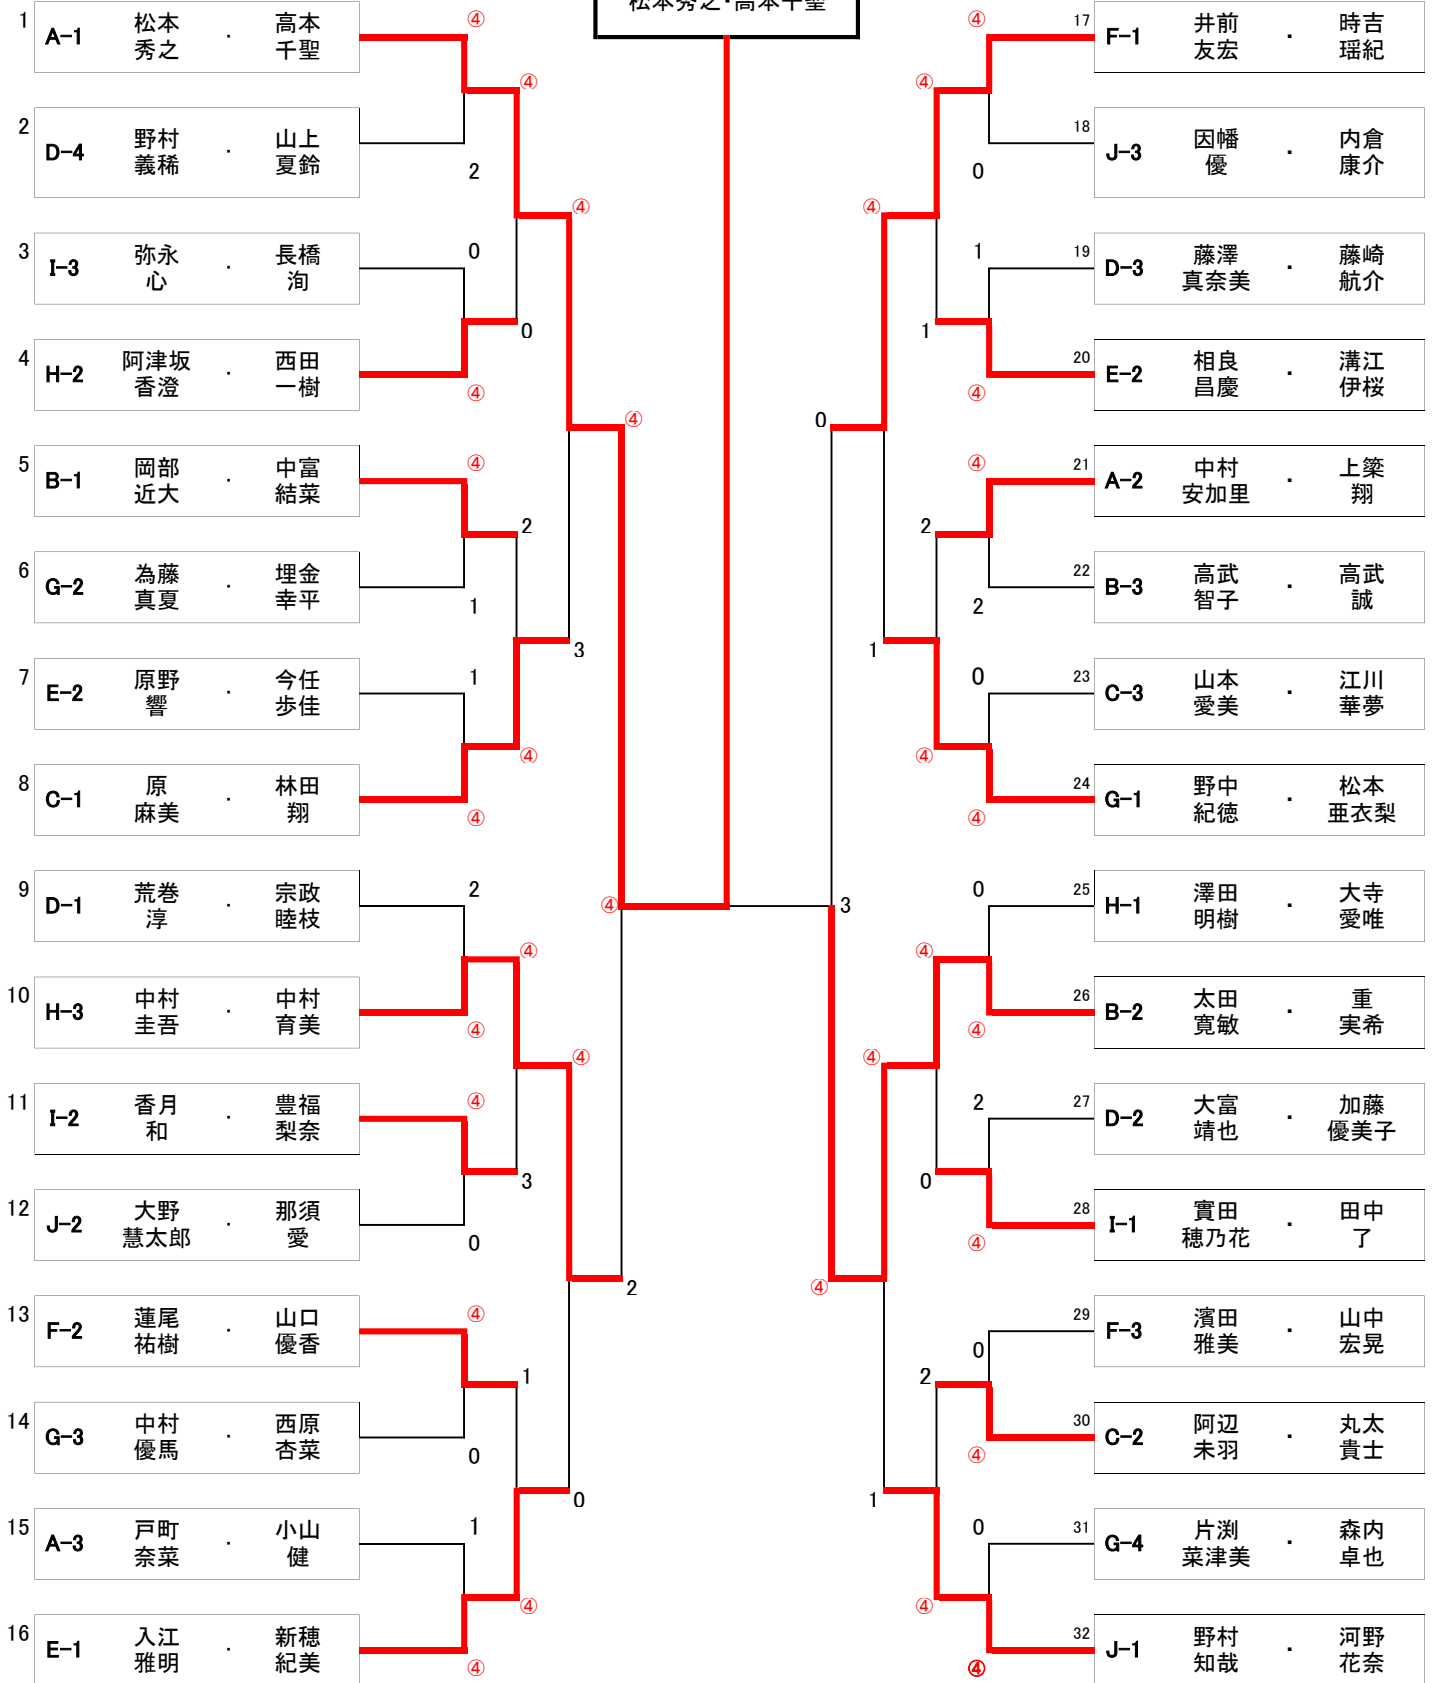 松本秀之・高本千聖
1 A-1 松本 秀之 ・ 高本 千聖 ④
④
2 D-4 野村 義稀 ・ 山上 夏鈴 2
④
3 I-3 弥永 心 ・ 長橋 洵 0
0
4 H-2 阿津坂 香澄 ・ 西田 一樹 ④
④
5 B-1 岡部 近大 ・ 中富 結菜 ④
2
6 G-2 為藤 真夏 ・ 埋金 幸平 1
3
7 E-2 原野 響 ・ 今任 歩佳 1
④
8 C-1 原 麻美 ・ 林田 翔 ④
④
9 D-1 荒巻 淳 ・ 宗政 睦枝 2
④
10 H-3 中村 圭吾 ・ 中村 育美 ④
④
11 I-2 香月 和 ・ 豊福 梨奈 ④
3
12 J-2 大野 慧太郎 ・ 那須 愛 0
2
13 F-2 蓮尾 祐樹 ・ 山口 優香 ④
1
14 G-3 中村 優馬 ・ 西原 杏菜 0
0
15 A-3 戸町 奈菜 ・ 小山 健 1
④
16 E-1 入江 雅明 ・ 新穂 紀美 ④
④ 17 F-1 井前 友宏 ・ 時吉 瑶紀
④
0 18 J-3 因幡 優 ・ 内倉 康介
④
1 19 D-3 藤澤 真奈美 ・ 藤崎 航介
1
④ 20 E-2 相良 昌慶 ・ 溝江 伊桜
0
④ 21 A-2 中村 安加里 ・ 上簗 翔
2
2 22 B-3 高武 智子 ・ 高武 誠
1
0 23 C-3 山本 愛美 ・ 江川 華夢
④
④ 24 G-1 野中 紀徳 ・ 松本 亜衣梨
3
0 25 H-1 澤田 明樹 ・ 大寺 愛唯
④
④ 26 B-2 太田 寛敏 ・ 重 実希
④
2 27 D-2 大富 靖也 ・ 加藤 優美子
0
④ 28 I-1 實田 穂乃花 ・ 田中 了
④
0 29 F-3 濱田 雅美 ・ 山中 宏晃
2
④ 30 C-2 阿辺 未羽 ・ 丸太 貴士
1
0 31 G-4 片渕 菜津美 ・ 森内 卓也
④
④ 32 J-1 野村 知哉 ・ 河野 花奈